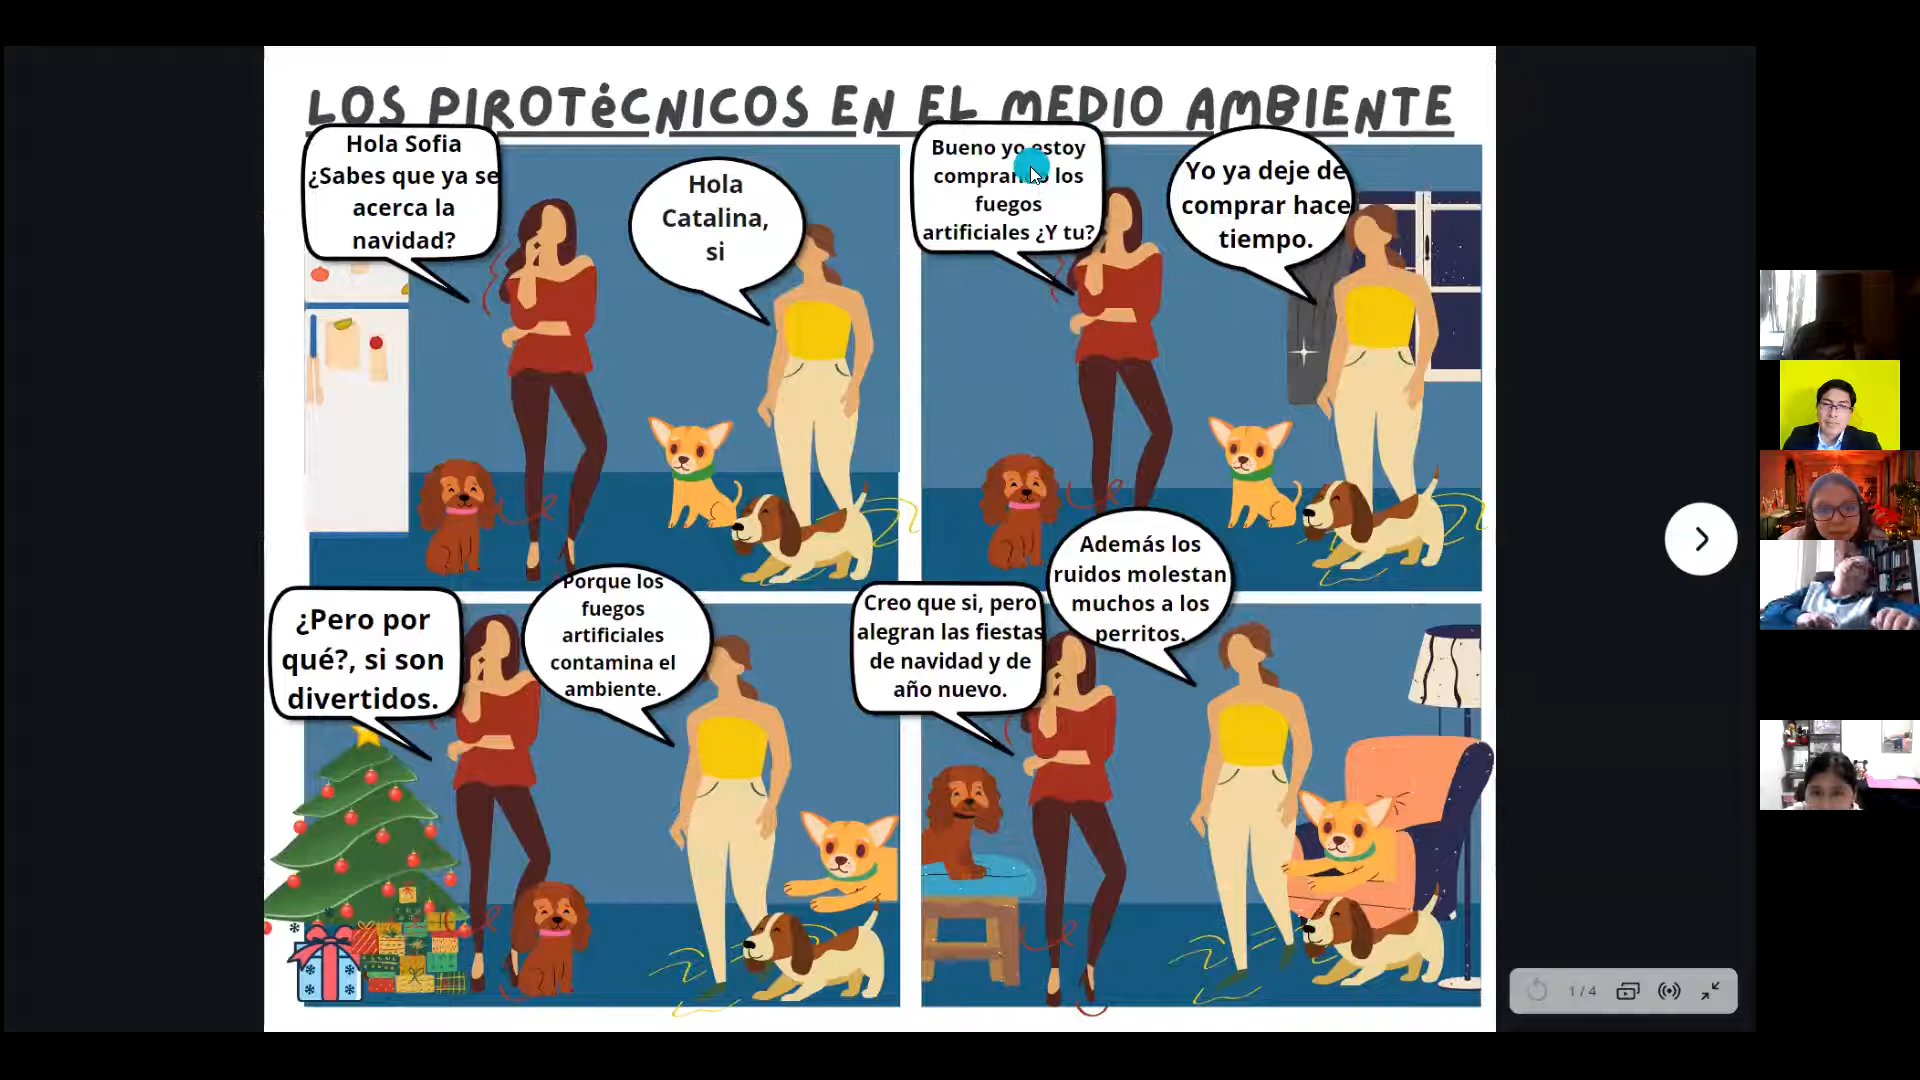 LOS PIROTéCNICOS EN EL MEDIO AMBIENTE
Hola Sofia
¿Sabes que ya se
acerca la
navidad?
Hola
Catalina,
si
Bueno yo estoy
comprando los
fuegos
artificiales ¿Y tu?
Yo ya deje de
comprar hace
tiempo.
¿Pero por
qué?, si son
divertidos.
Porque los
fuegos
artificiales
contamina el
ambiente.
Creo que si, pero
alegran las fiestas
de navidad y de
año nuevo.
Además los
ruidos molestan
muchos a los
perritos.
1 / 4